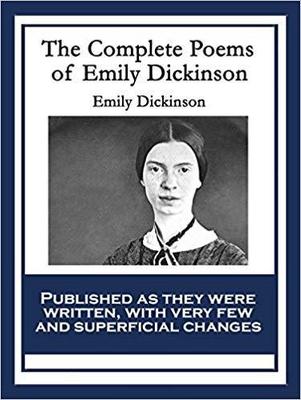 The Complete Poems
of Emily Dickinson
Emily Dickinson
Published as they were
written, with very few
and superficial changes